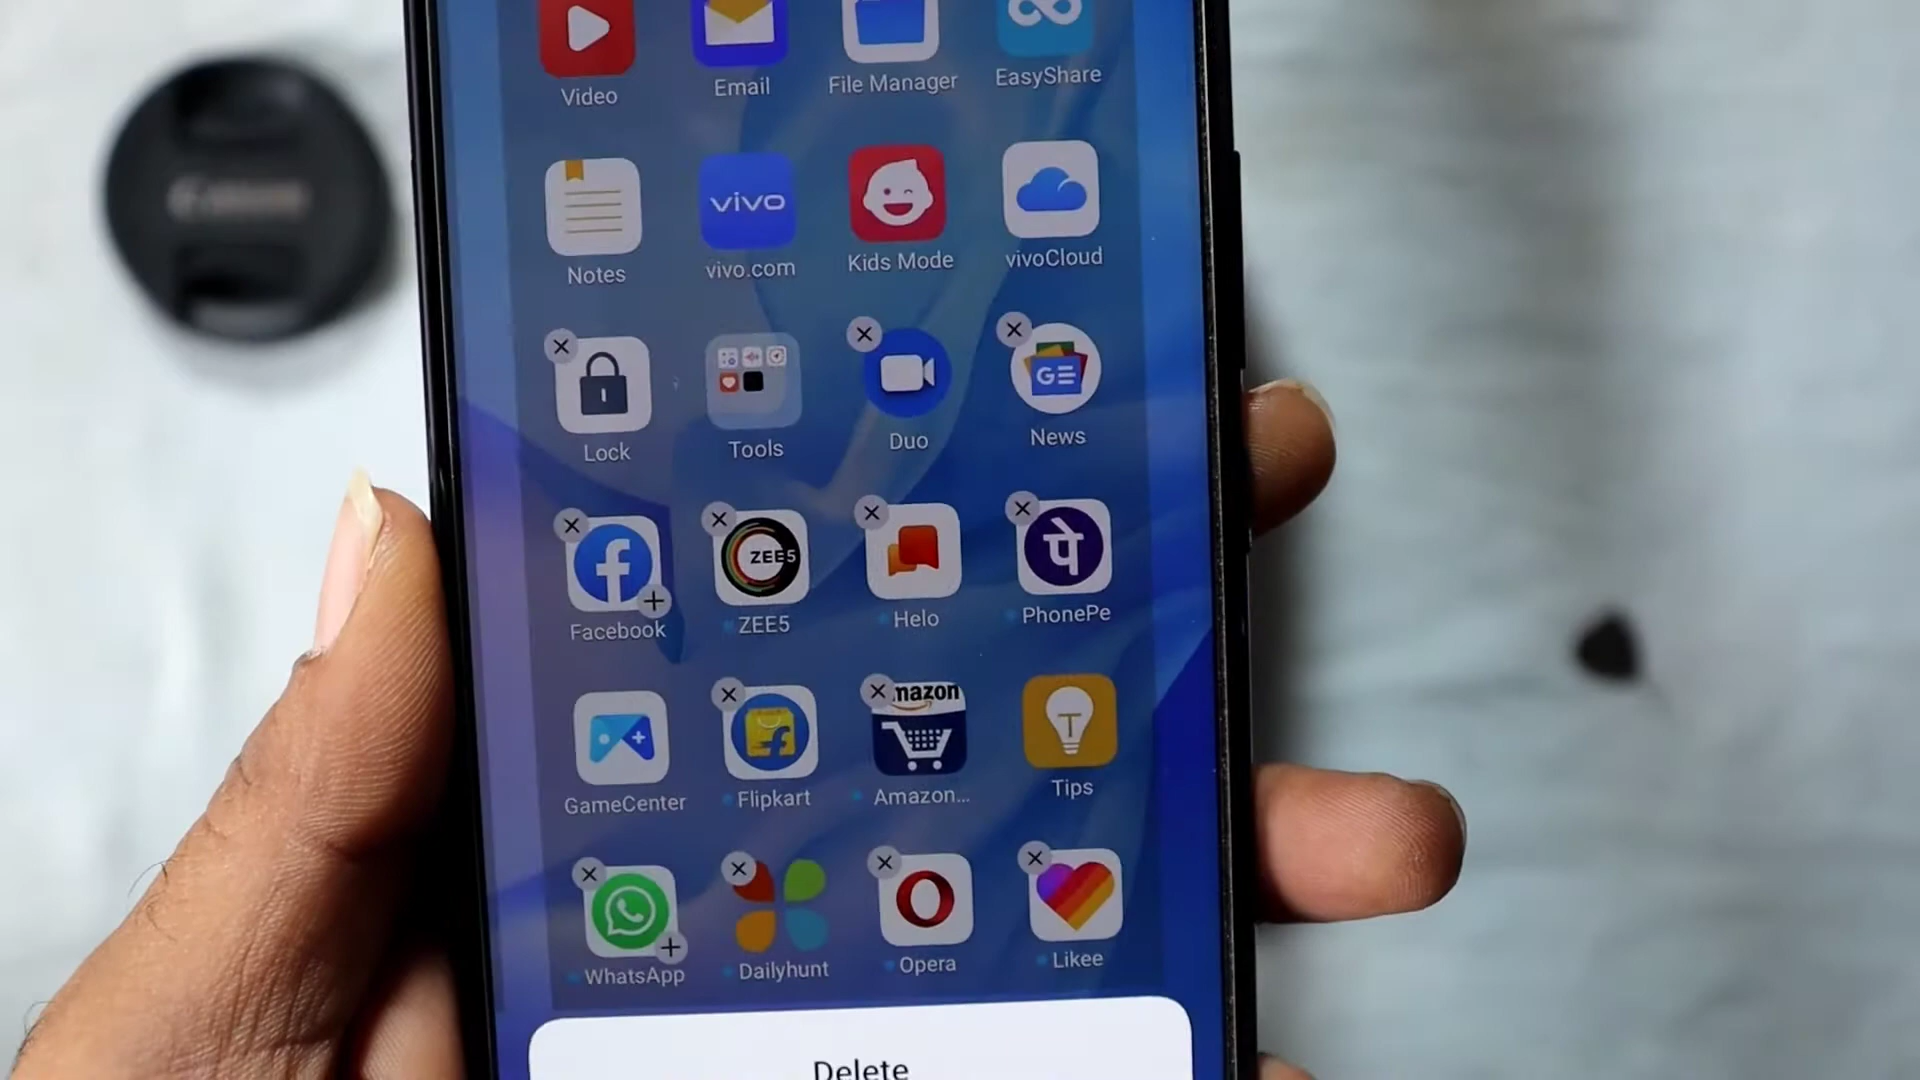 Canon
Video
Email
File Manager
EasyShare
vivo
Notes
vivo.com
Kids Mode
vivoCloud
GE
Lock
Tools
Duo
News
ZEE5
पे
Facebook
ZEE5
Helo
PhonePe
mazon
T
GameCenter
Flipkart
Amazon...
Tips
WhatsApp
Dailyhunt
Opera
Likee
Delete